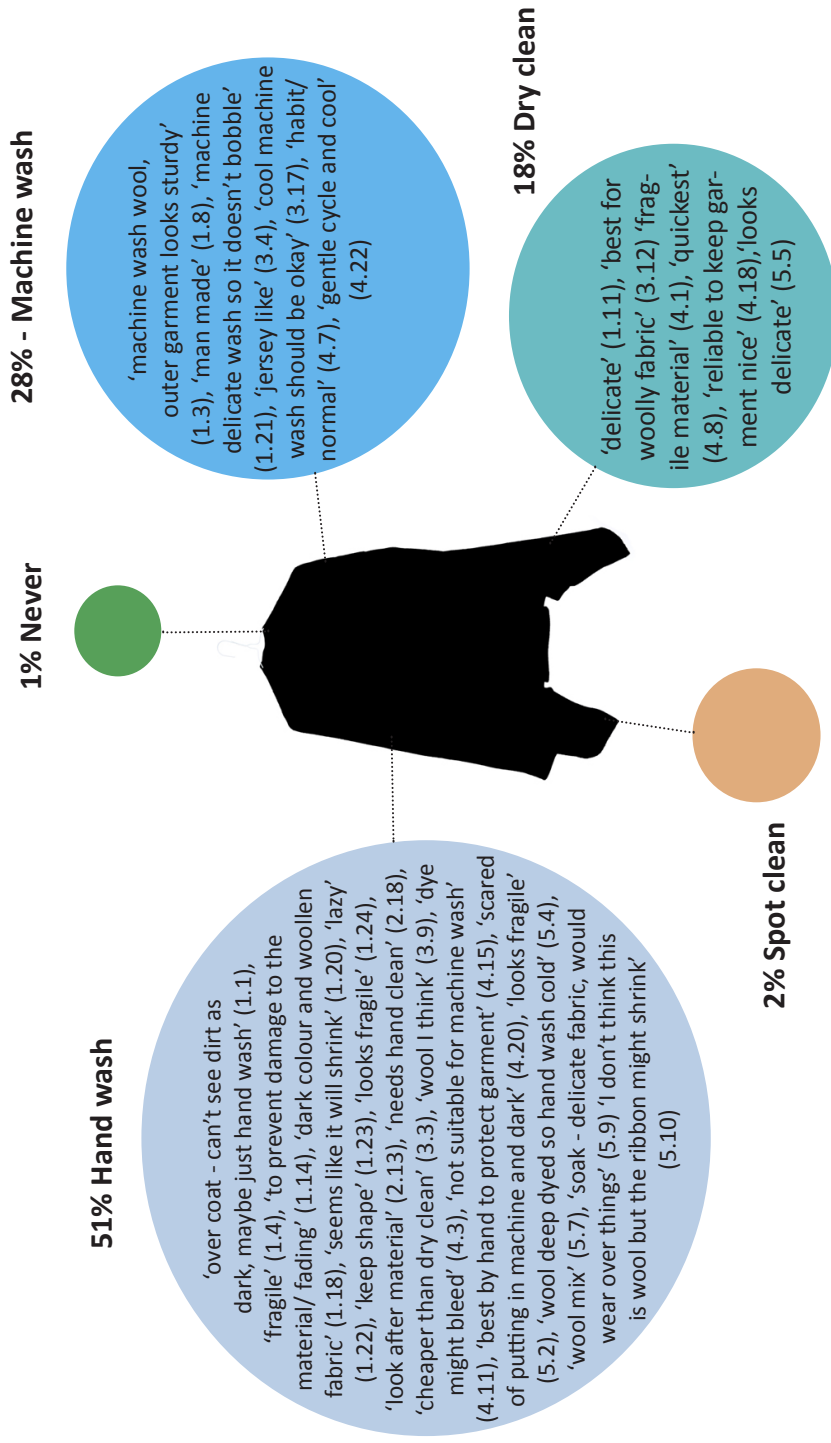 51% Hand wash
‘over coat - can’t see dirt as
dark, maybe just hand wash’ (1.1),
‘fragile’ (1.4), ‘to prevent damage to the
material/ fading’ (1.14), ‘dark colour and woollen
fabric’ (1.18), ‘seems like it will shrink’ (1.20), ‘lazy’
(1.22), ‘keep shape’ (1.23), ‘looks fragile’ (1.24),
‘look after material’ (2.13), ‘needs hand clean’ (2.18),
‘cheaper than dry clean’ (3.3), ‘wool I think’ (3.9), ‘dye
might bleed’ (4.3), ‘not suitable for machine wash’
(4.11), ‘best by hand to protect garment’ (4.15), ‘scared
of putting in machine and dark’ (4.20), ‘looks fragile’
(5.2), ‘wool deep dyed so hand wash cold’ (5.4),
‘wool mix’ (5.7), ‘soak - delicate fabric, would
wear over things’ (5.9) ‘I don’t think this
is wool but the ribbon might shrink’
(5.10)
1% Never
28% - Machine wash
‘machine wash wool,
outer garment looks sturdy’
(1.3), ‘man made’ (1.8), ‘machine
delicate wash so it doesn’t bobble’
(1.21), ‘jersey like’ (3.4), ‘cool machine
wash should be okay’ (3.17), ‘habit/
normal’ (4.7), ‘gentle cycle and cool’
(4.22)
2% Spot clean
18% Dry clean
‘delicate’ (1.11), ‘best for
woolly fabric’ (3.12) ‘frag-
ile material’ (4.1), ‘quickest’
(4.8), ‘reliable to keep gar-
ment nice’ (4.18),‘looks
delicate’ (5.5)